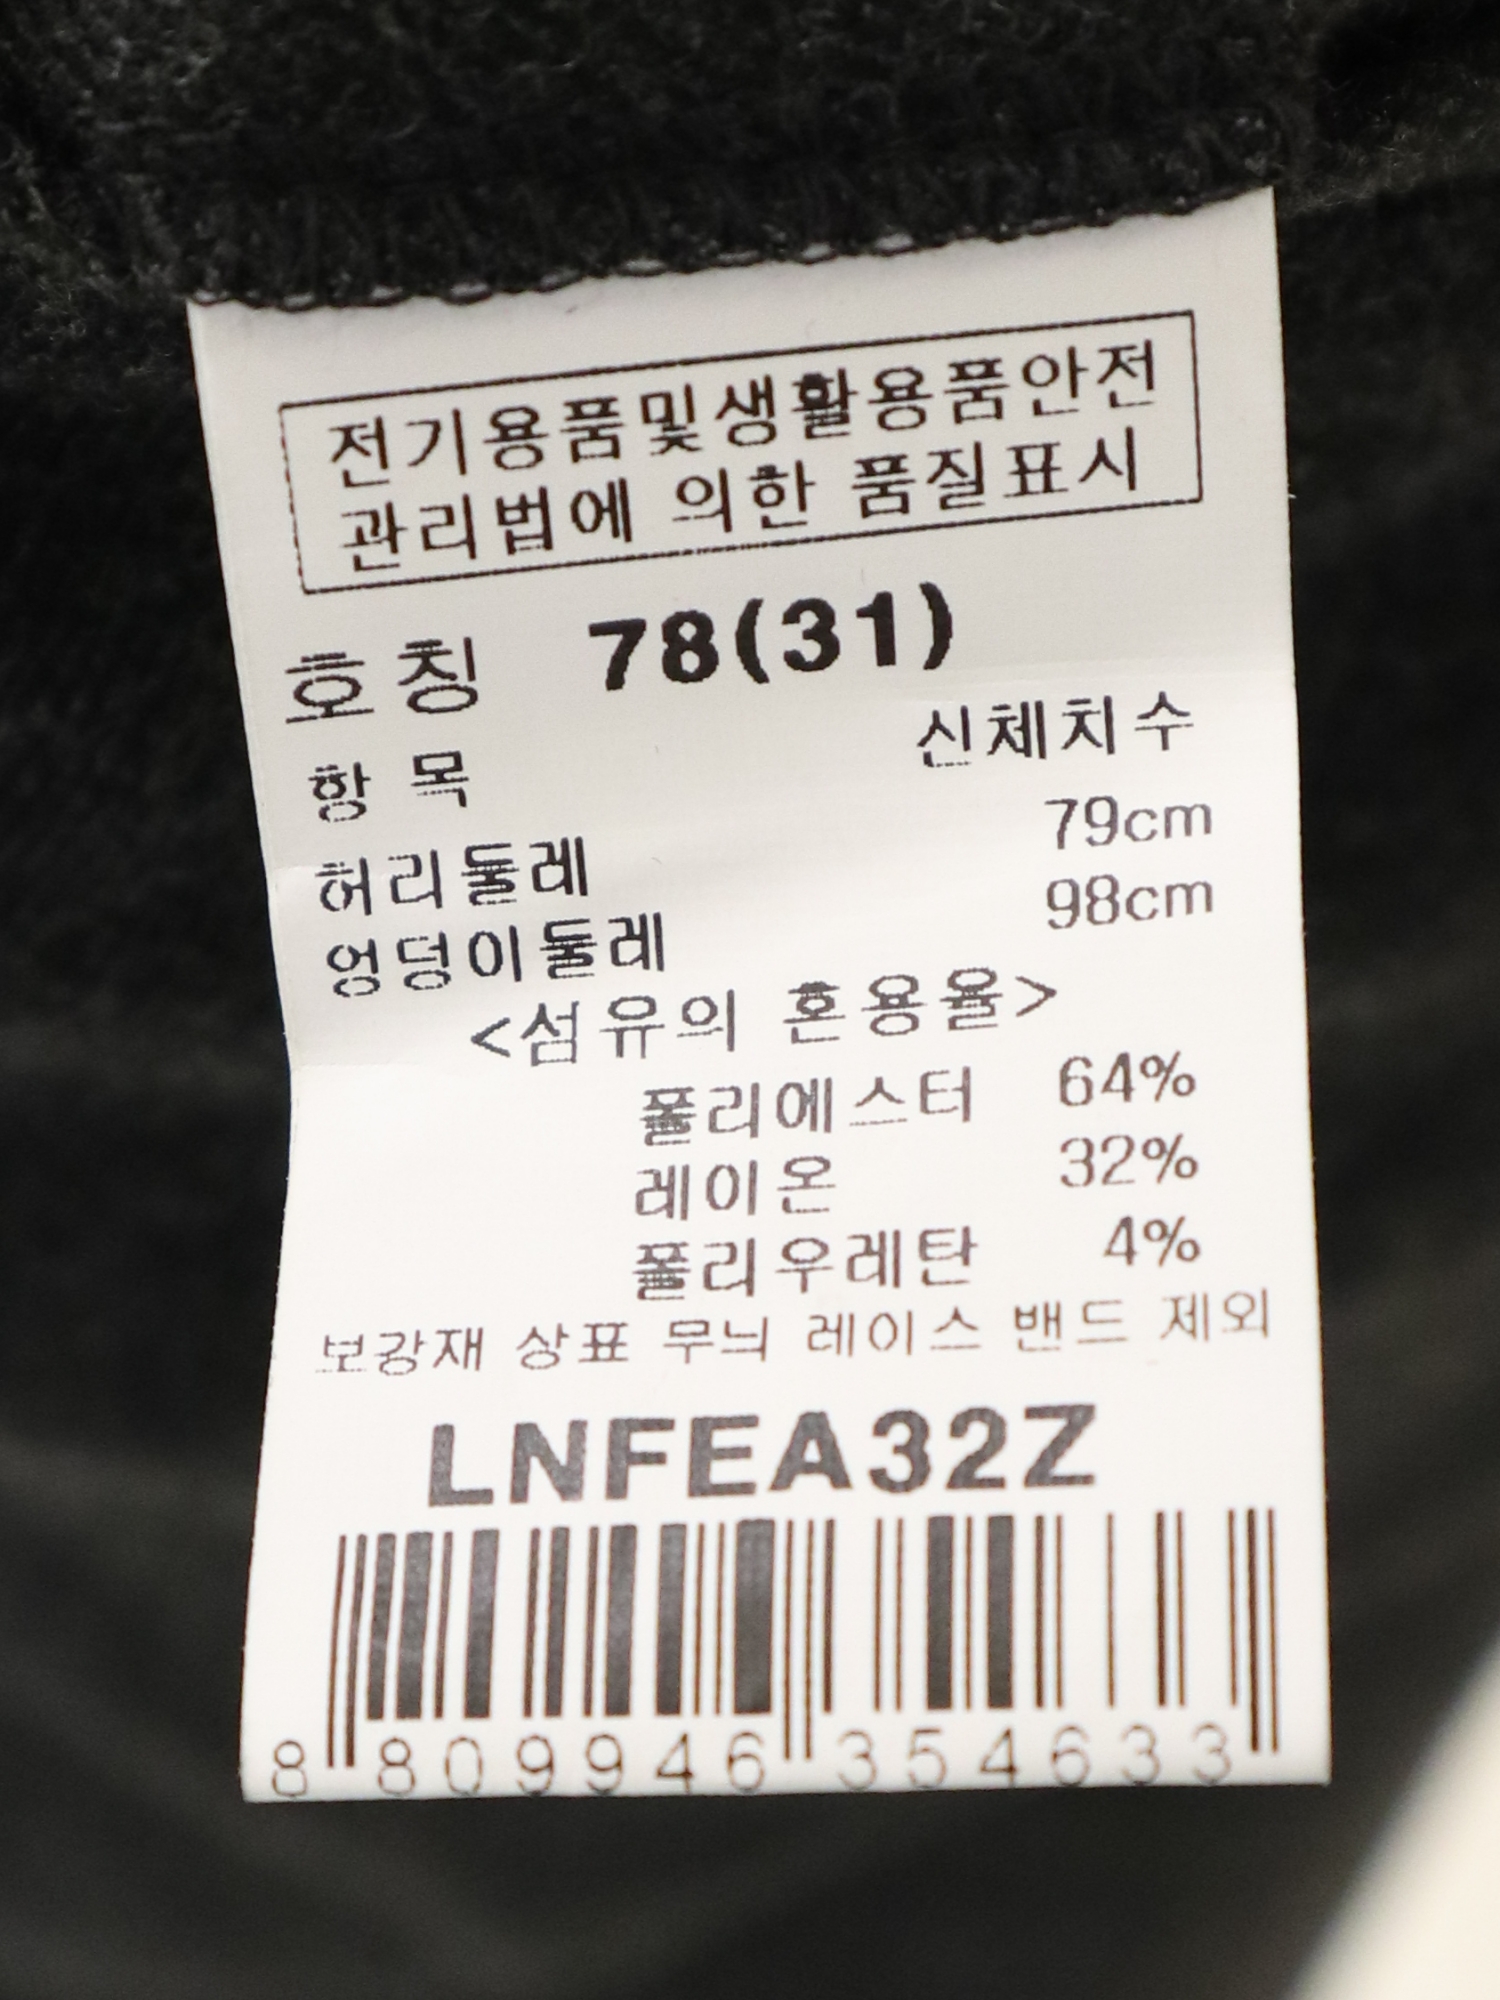 전기용품및생활용품안전
관리법에 의한 품질표시
호칭 78(31)
항목 신체치수
허리둘레 79cm
엉덩이둘레 98cm
<섬유의 혼용율>
폴리에스터 64%
레이온 32%
폴리우레탄 4%
보강재 상표 무늬 레이스 밴드 제외
LNFEA32Z
8 809946 354633